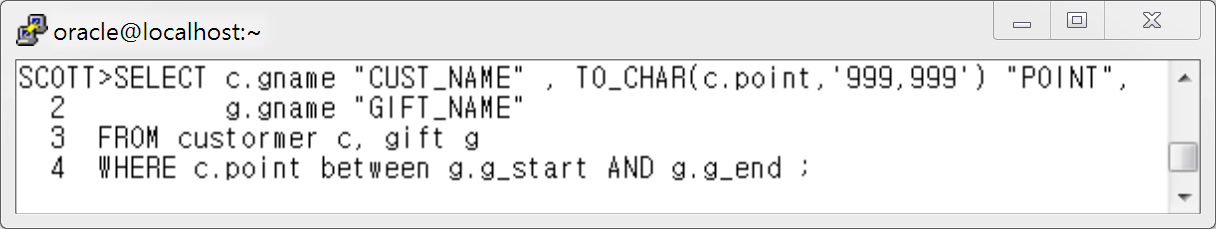 oracle@localhost:~
SCOTT>SELECT c.gname "CUST_NAME" , TO_CHAR(c.point,'999,999') "POINT",
  2          g.gname "GIFT_NAME"
  3  FROM custormer c, gift g
  4  WHERE c.point between g.g_start AND g.g_end ;